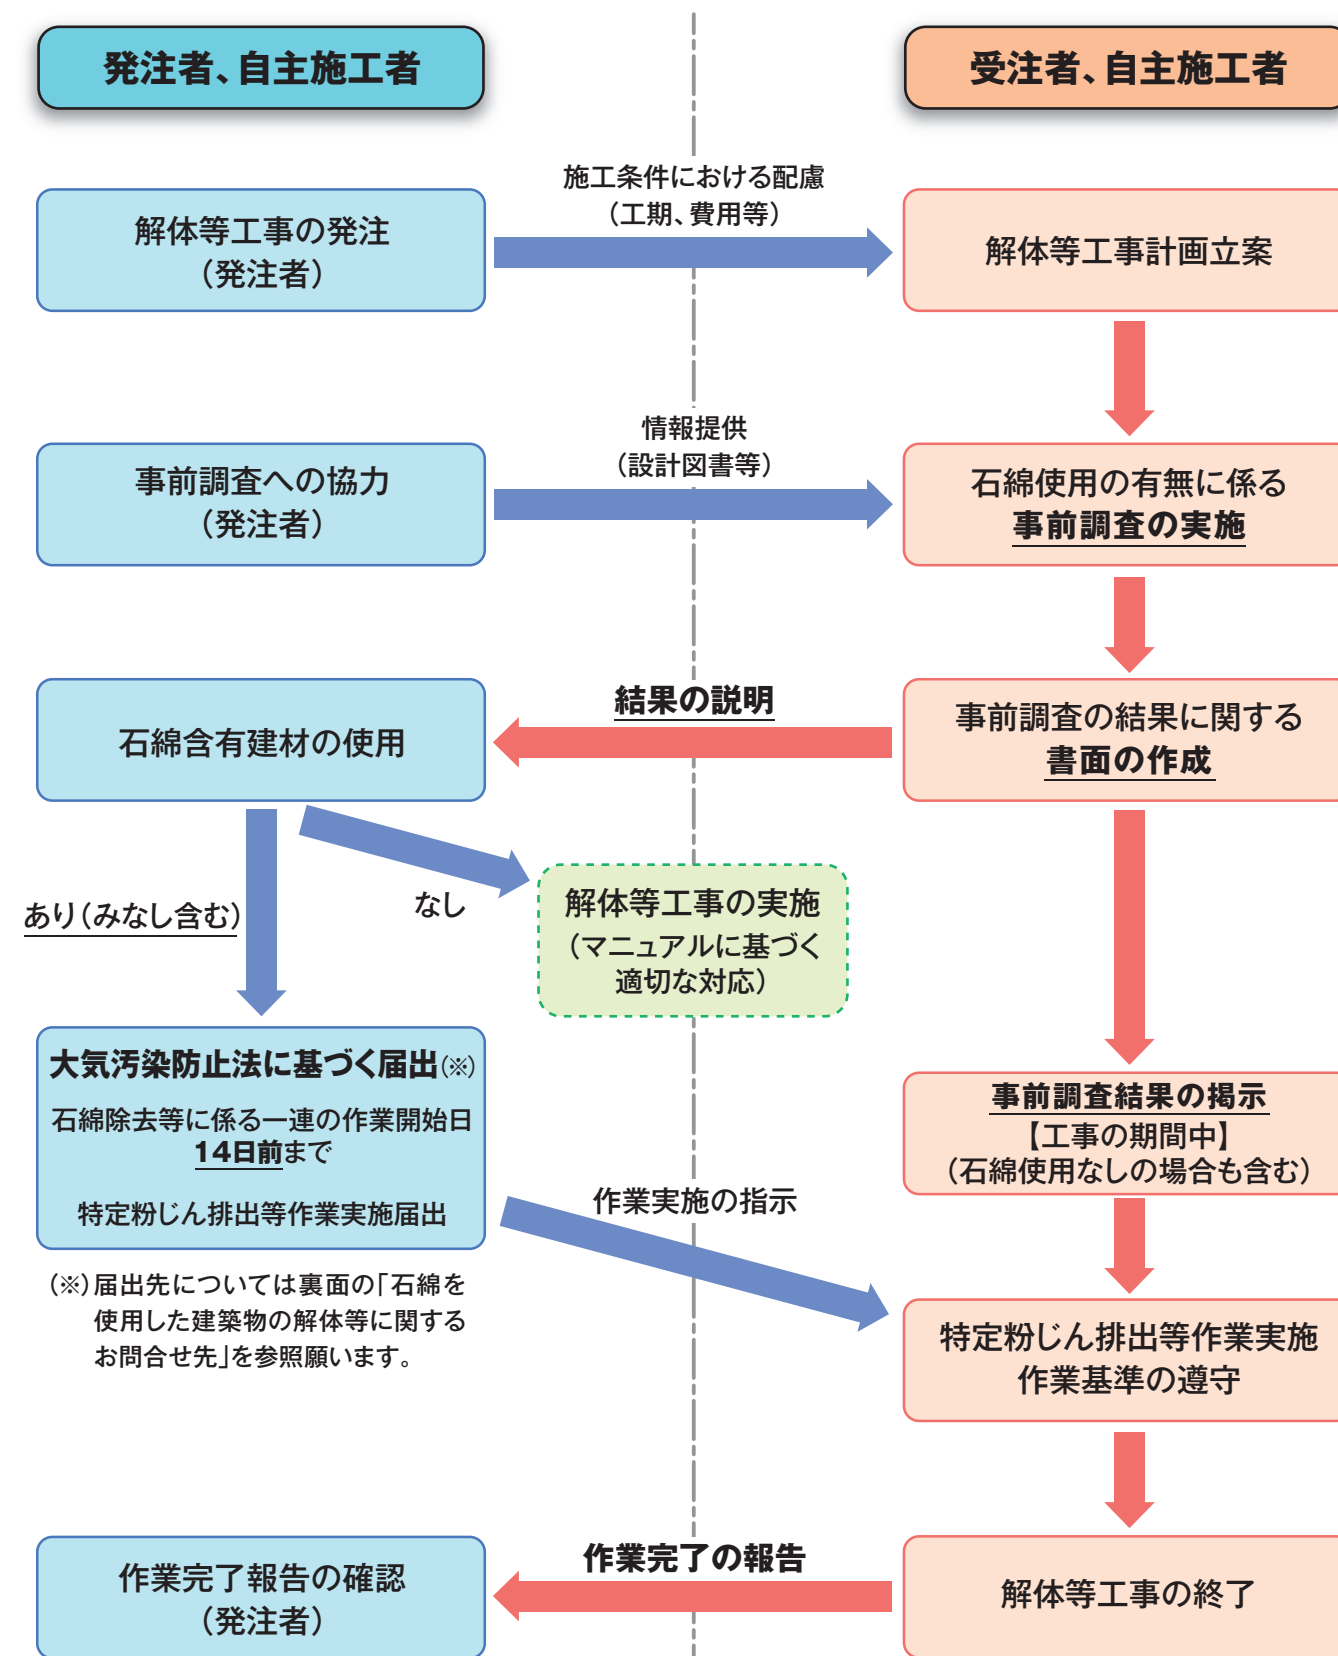 発注者、自主施工者
受注者、自主施工者
施工条件における配慮
（工期、費用等）
解体等工事の発注
（発注者）
解体等工事計画立案
情報提供
（設計図書等）
事前調査への協力
（発注者）
石綿使用の有無に係る
事前調査の実施
結果の説明
石綿含有建材の使用
事前調査の結果に関する
書面の作成
あり（みなし含む）
なし
解体等工事の実施
（マニュアルに基づく
適切な対応）
大気汚染防止法に基づく届出（※）
石綿除去等に係る一連の作業開始日
14日前まで
特定粉じん排出等作業実施届出
事前調査結果の掲示
【工事の期間中】
（石綿使用なしの場合も含む）
作業実施の指示
（※）届出先については裏面の「石綿を
使用した建築物の解体等に関する
お問合せ先」を参照願います。
特定粉じん排出等作業実施
作業基準の遵守
作業完了の報告
作業完了報告の確認
（発注者）
解体等工事の終了